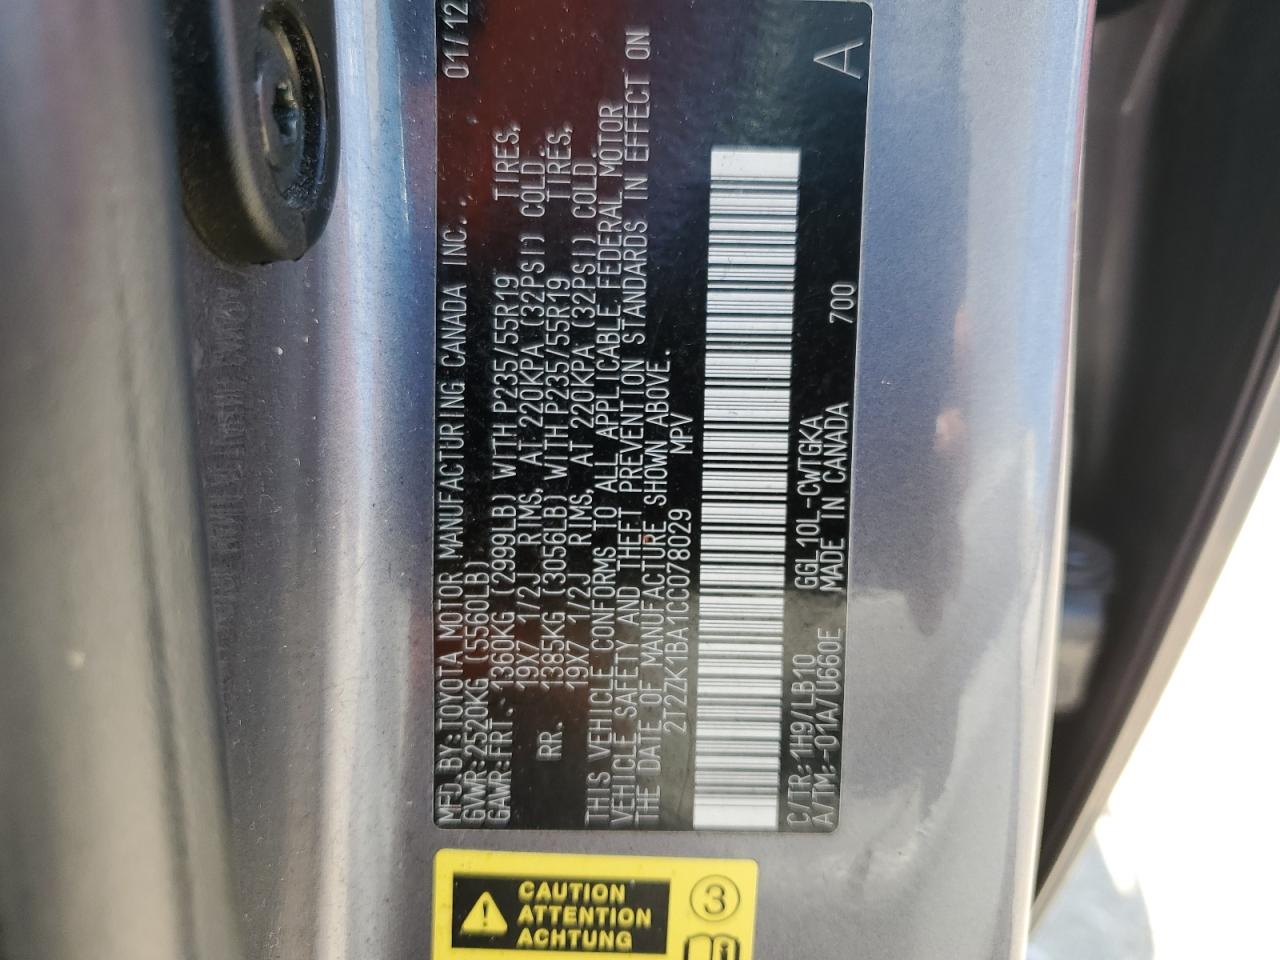 MFD. BY: TOYOTA MOTOR MANUFACTURING CANADA INC. 01/12
GVWR: 2520KG (5560LB)
GAWR: FRT. 1360KG (2999LB) WITH P235/55R19 TIRES,
19X7 1/2J RIMS, AT 220KPA (32PSI) COLD.
RR. 1385KG (3056LB) WITH P235/55R19 TIRES,
19X7 1/2J RIMS, AT 220KPA (32PSI) COLD.
THIS VEHICLE CONFORMS TO ALL APPLICABLE FEDERAL MOTOR
VEHICLE SAFETY AND THEFT PREVENTION STANDARDS IN EFFECT ON
THE DATE OF MANUFACTURE SHOWN ABOVE.
2T2ZK1BA1CC078029 MPV
C/TR: 1H9/LB10 GGL10L-CWTGKA
A/TM: -01A/U660E MADE IN CANADA 700 A
CAUTION
ATTENTION
ACHTUNG
3